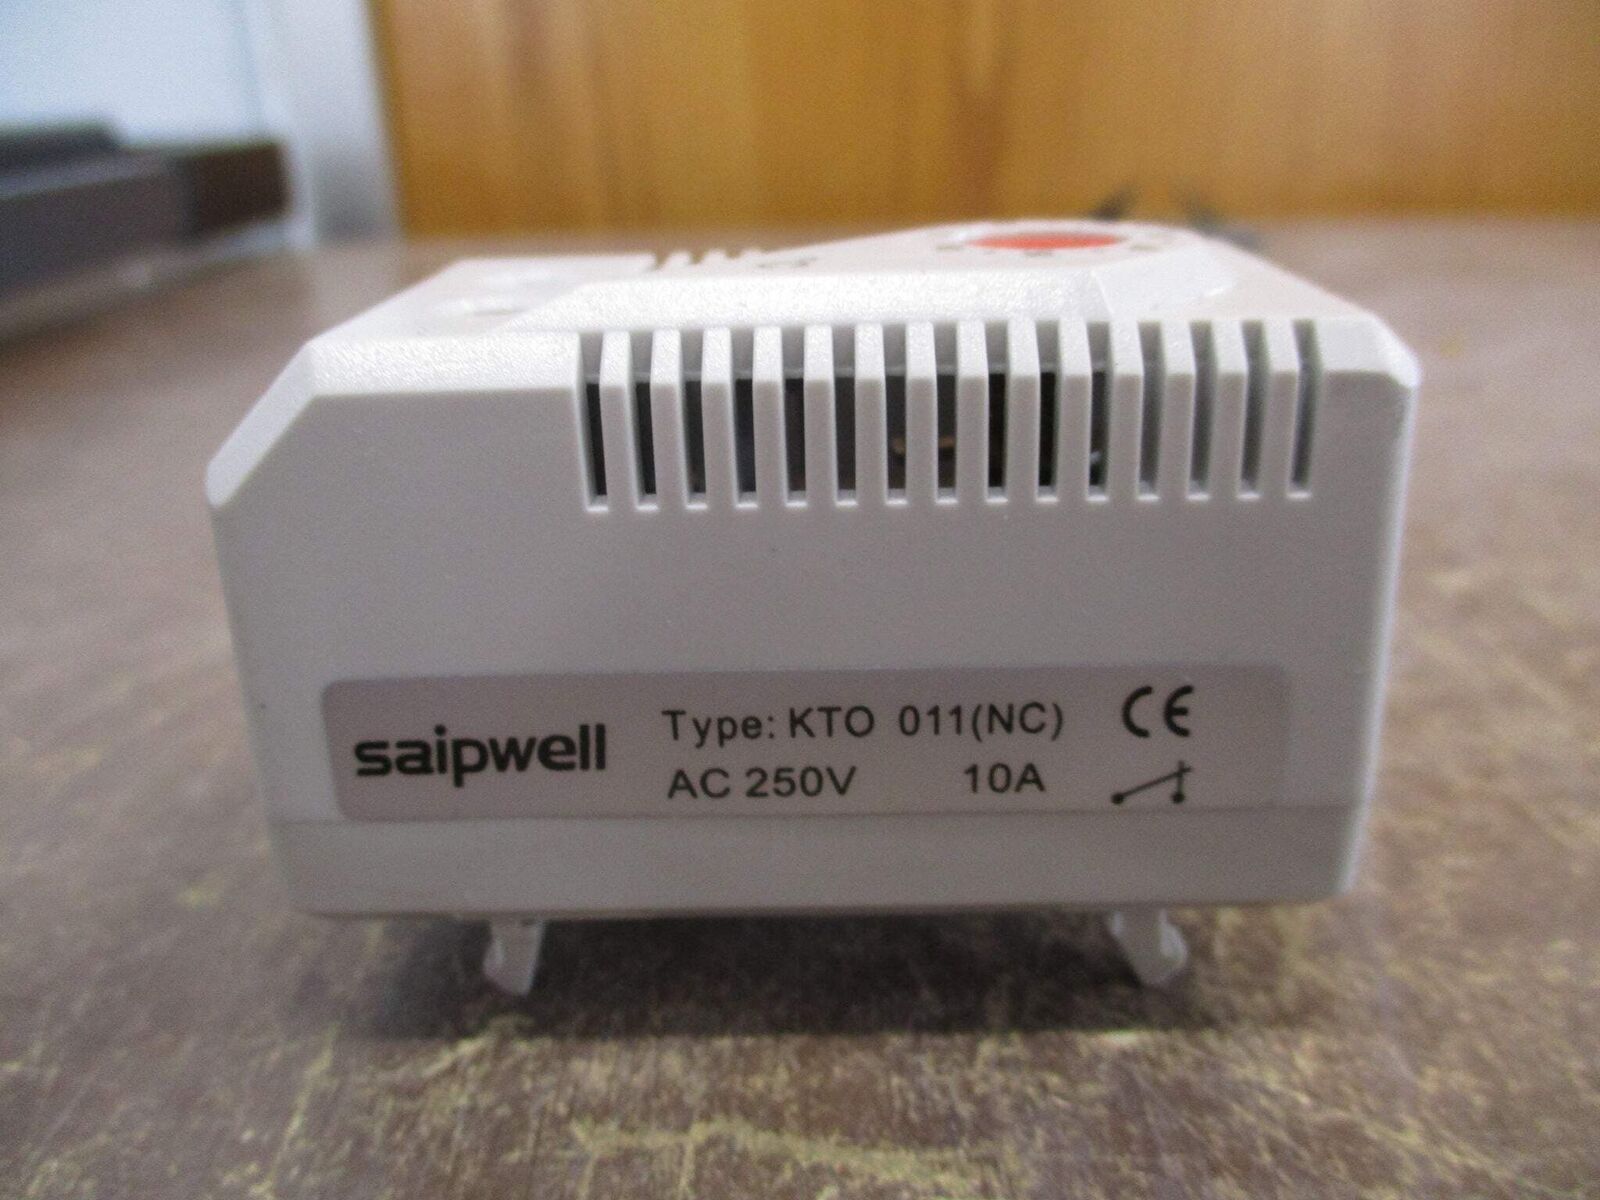 saipwell
Type: KTO 011(NC) CE
AC 250V 10A